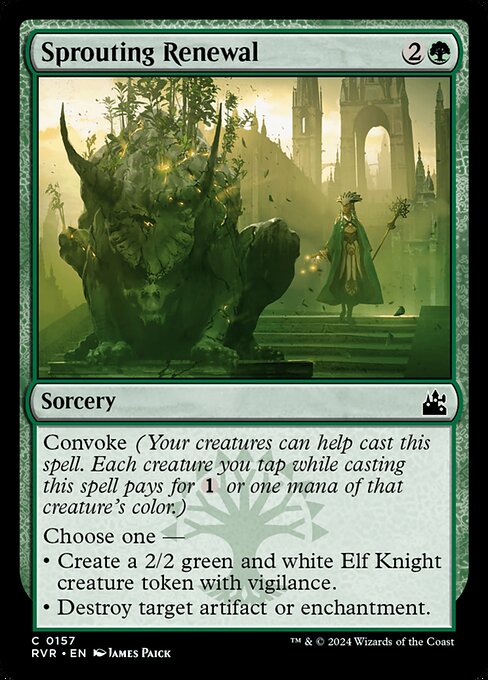 Sprouting Renewal 2
Sorcery
Convoke (Your creatures can help cast this
spell. Each creature you tap while casting
this spell pays for 1 or one mana of that
creature's color.)
Choose one —
• Create a 2/2 green and white Elf Knight
creature token with vigilance.
• Destroy target artifact or enchantment.
C 0157
RVR • EN James Paick
™ & © 2024 Wizards of the Coast